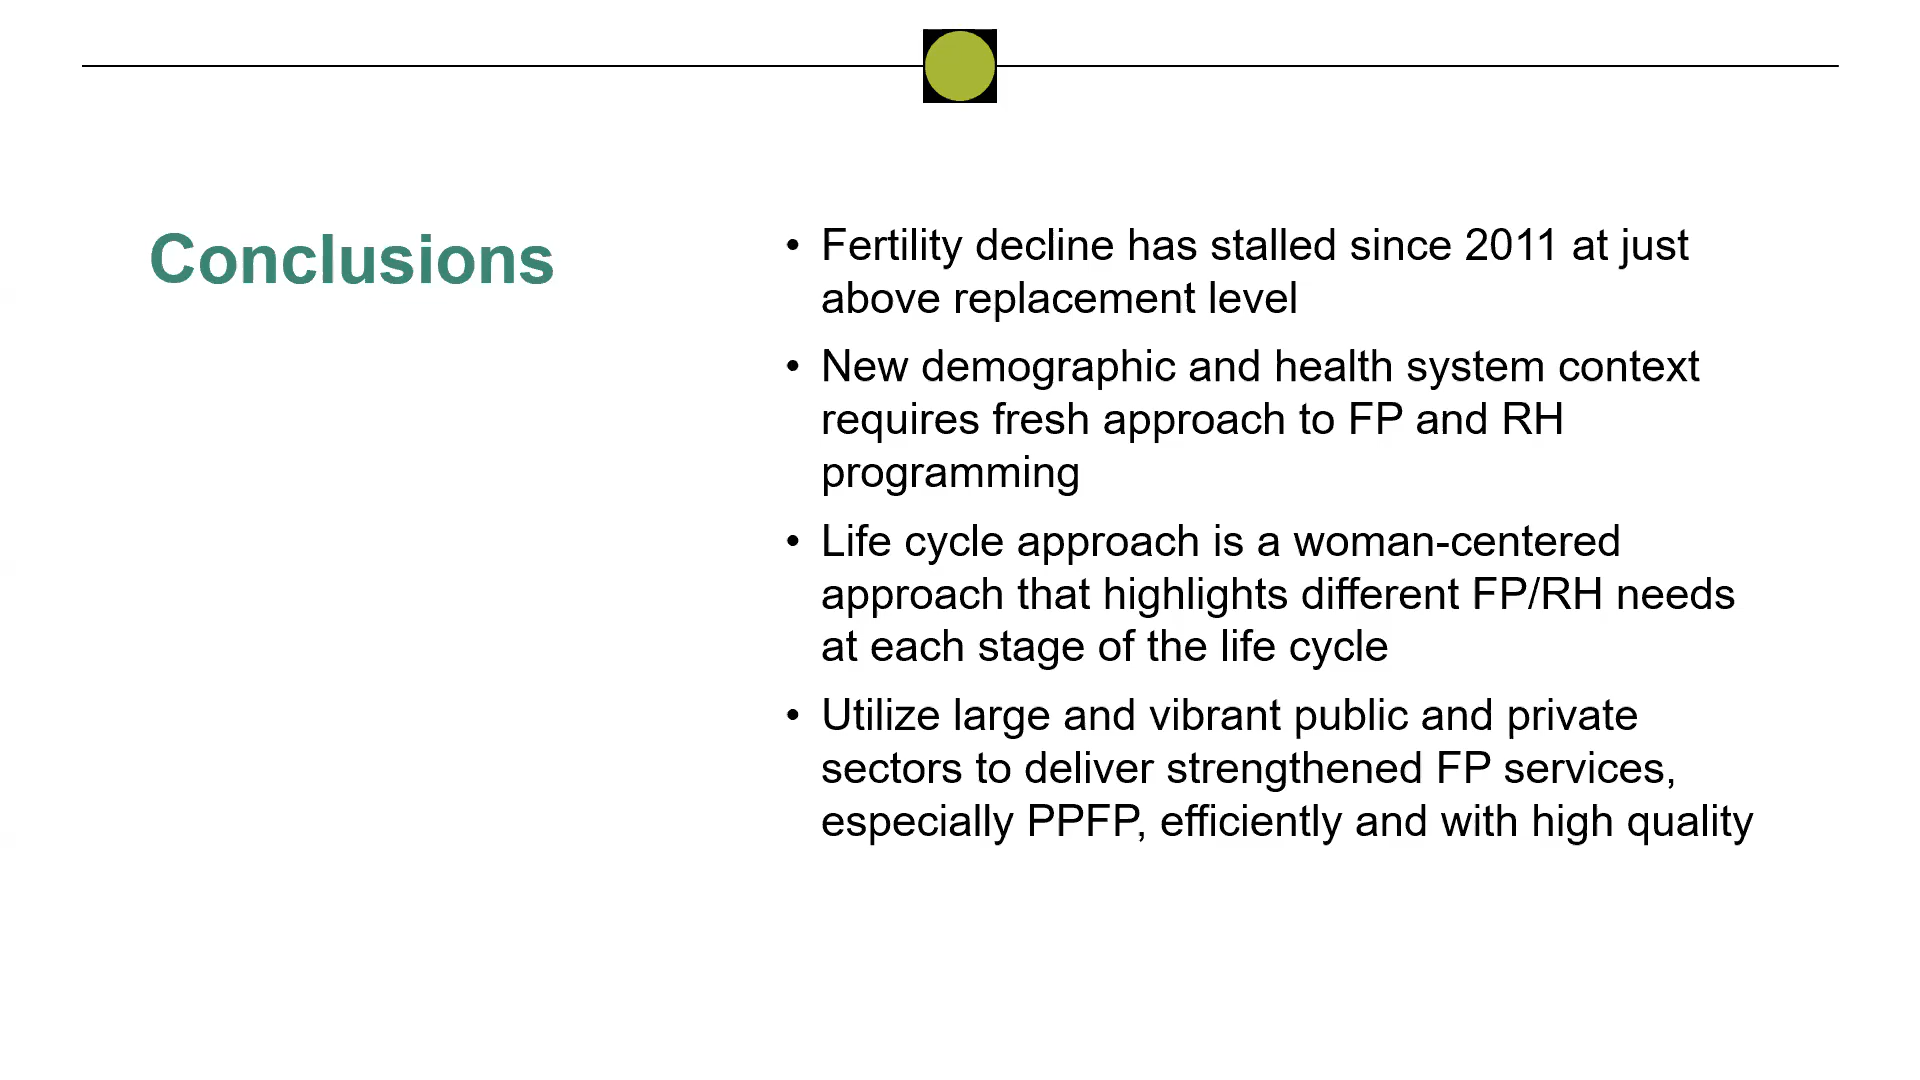 Conclusions
• Fertility decline has stalled since 2011 at just
above replacement level
• New demographic and health system context
requires fresh approach to FP and RH
programming
• Life cycle approach is a woman-centered
approach that highlights different FP/RH needs
at each stage of the life cycle
• Utilize large and vibrant public and private
sectors to deliver strengthened FP services,
especially PPFP, efficiently and with high quality